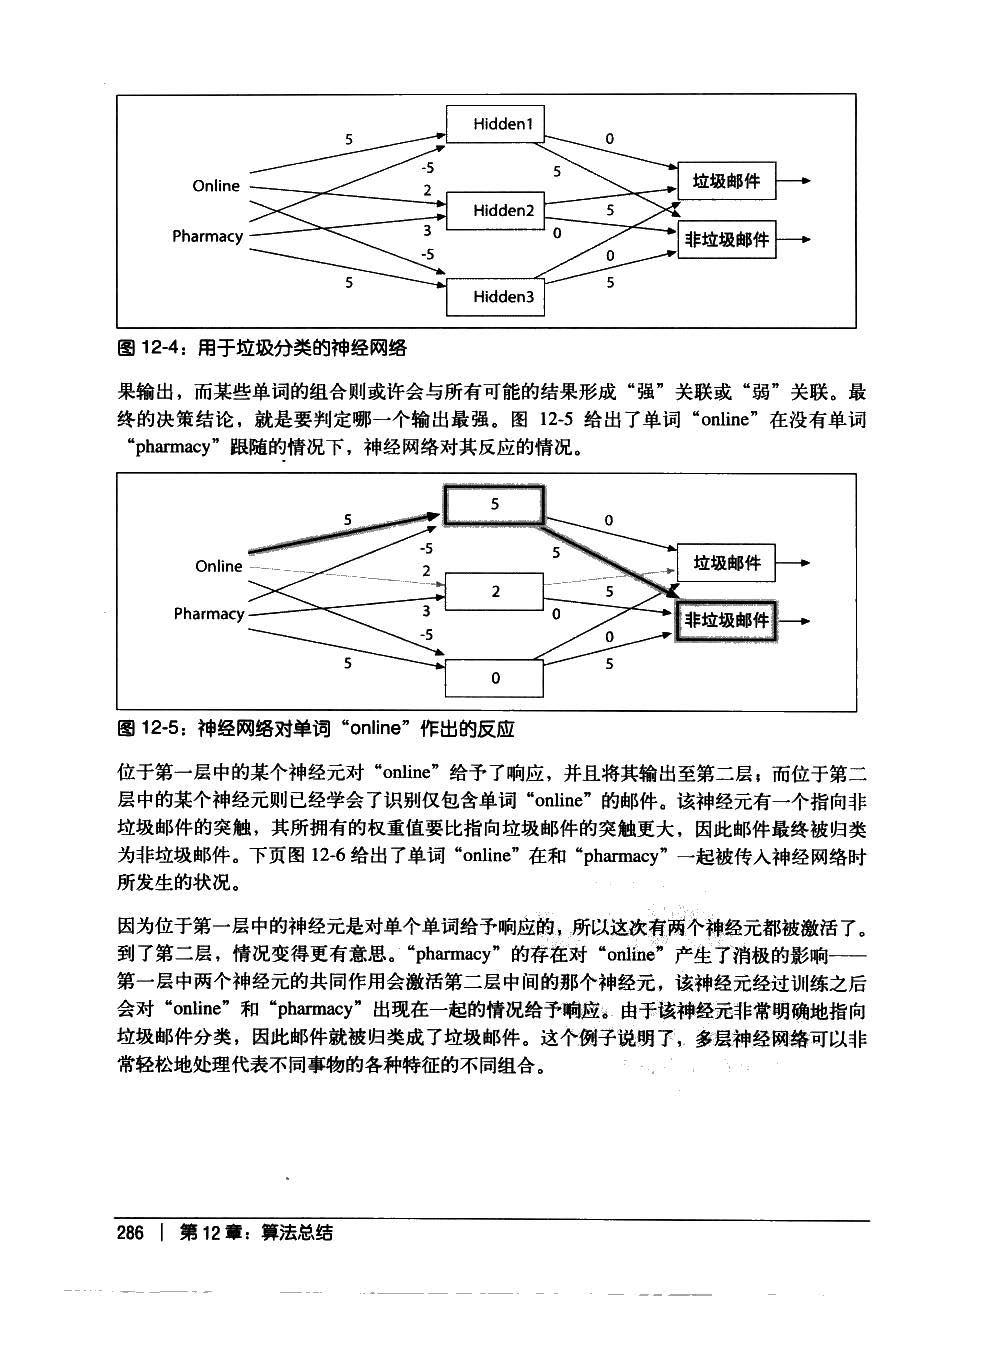 Hidden1
5
0
-5
5
垃圾邮件
Online
2
Hidden2
5
Pharmacy
3
0
非垃圾邮件
-5
0
5
Hidden3
5
图 12-4：用于垃圾分类的神经网络
果输出，而某些单词的组合则或许会与所有可能的结果形成“强”关联或“弱”关联。最
终的决策结论，就是要判定哪一个输出最强。图 12-5 给出了单词“online”在没有单词
“pharmacy”跟随的情况下，神经网络对其反应的情况。
5
5
0
-5
5
垃圾邮件
Online
2
2
5
Pharmacy
3
0
非垃圾邮件
-5
0
5
0
5
图 12-5：神经网络对单词“online”作出的反应
位于第一层中的某个神经元对“online”给予了响应，并且将其输出至第二层；而位于第二
层中的某个神经元则已经学会了识别仅包含单词“online”的邮件。该神经元有一个指向非
垃圾邮件的突触，其所拥有的权重值要比指向垃圾邮件的突触更大，因此邮件最终被归类
为非垃圾邮件。下页图 12-6 给出了单词“online”在和“pharmacy”一起被传入神经网络时
所发生的状况。
因为位于第一层中的神经元是对单个单词给予响应的，所以这次有两个神经元都被激活了。
到了第二层，情况变得更有意思。“pharmacy”的存在对“online”产生了消极的影响——
第一层中两个神经元的共同作用会激活第二层中间的那个神经元，该神经元经过训练之后
会对“online”和“pharmacy”出现在一起的情况给予响应。由于该神经元非常明确地指向
垃圾邮件分类，因此邮件就被归类成了垃圾邮件。这个例子说明了，多层神经网络可以非
常轻松地处理代表不同事物的各种特征的不同组合。
286 | 第 12 章：算法总结